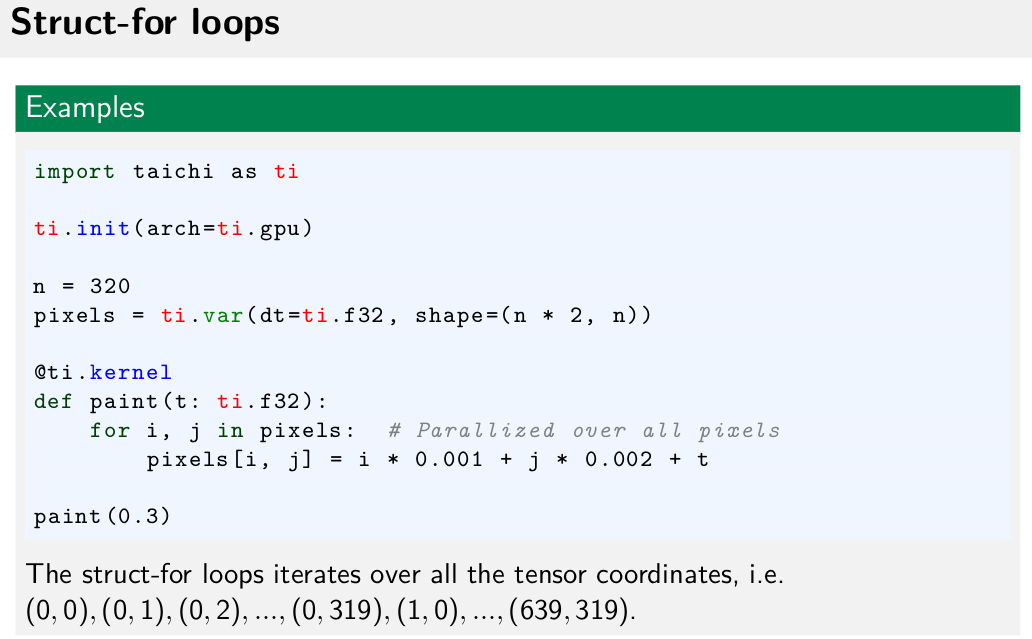 Struct-for loops
Examples
import taichi as ti
ti.init(arch=ti.gpu)
n = 320
pixels = ti.var(dt=ti.f32, shape=(n * 2, n))
@ti.kernel
def paint(t: ti.f32):
    for i, j in pixels:  # Parallized over all pixels
        pixels[i, j] = i * 0.001 + j * 0.002 + t
paint(0.3)
The struct-for loops iterates over all the tensor coordinates, i.e.
(0, 0), (0, 1), (0, 2), ..., (0, 319), (1, 0), ..., (639, 319).